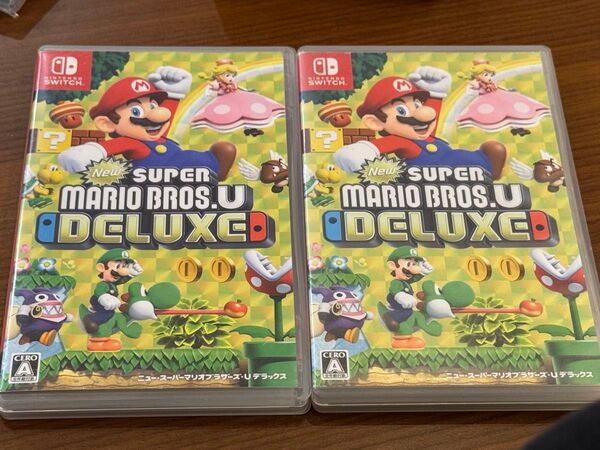 NINTENDO
SWITCH
New SUPER
MARIO BROS. U
DELUXE
CERO
A
ニュー・スーパーマリオブラザーズ・U デラックス
NINTENDO
SWITCH
New SUPER
MARIO BROS. U
DELUXE
CERO
A
ニュー・スーパーマリオブラザーズ・U デラックス